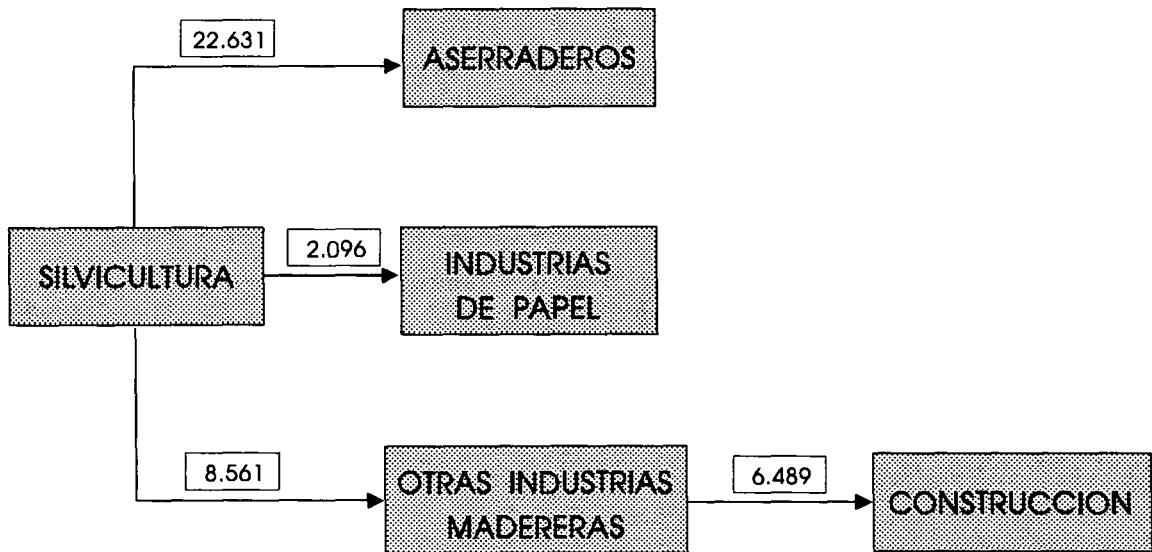 22.631
ASERRADEROS
SILVICULTURA
2.096
INDUSTRIAS
DE PAPEL
8.561
OTRAS INDUSTRIAS
MADERERAS
6.489
CONSTRUCCION